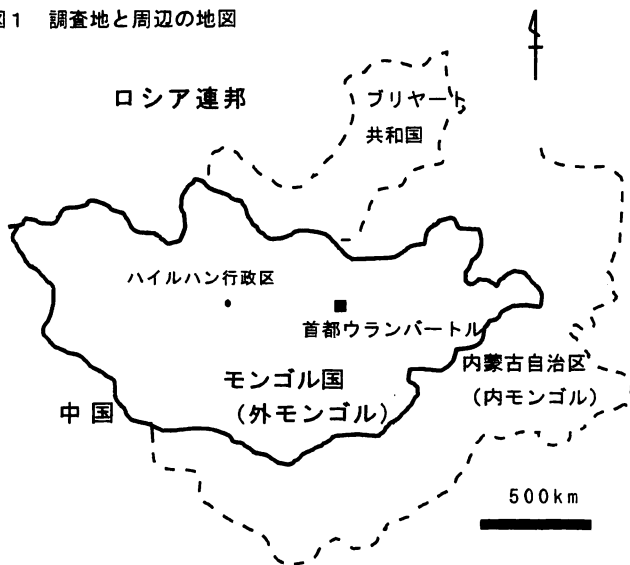 図1 調査地と周辺の地図
ロシア連邦
ブリヤート
共和国
ハイルハン行政区
首都ウランバートル
モンゴル国
(外モンゴル)
中国
内蒙古自治区
(内モンゴル)
500km